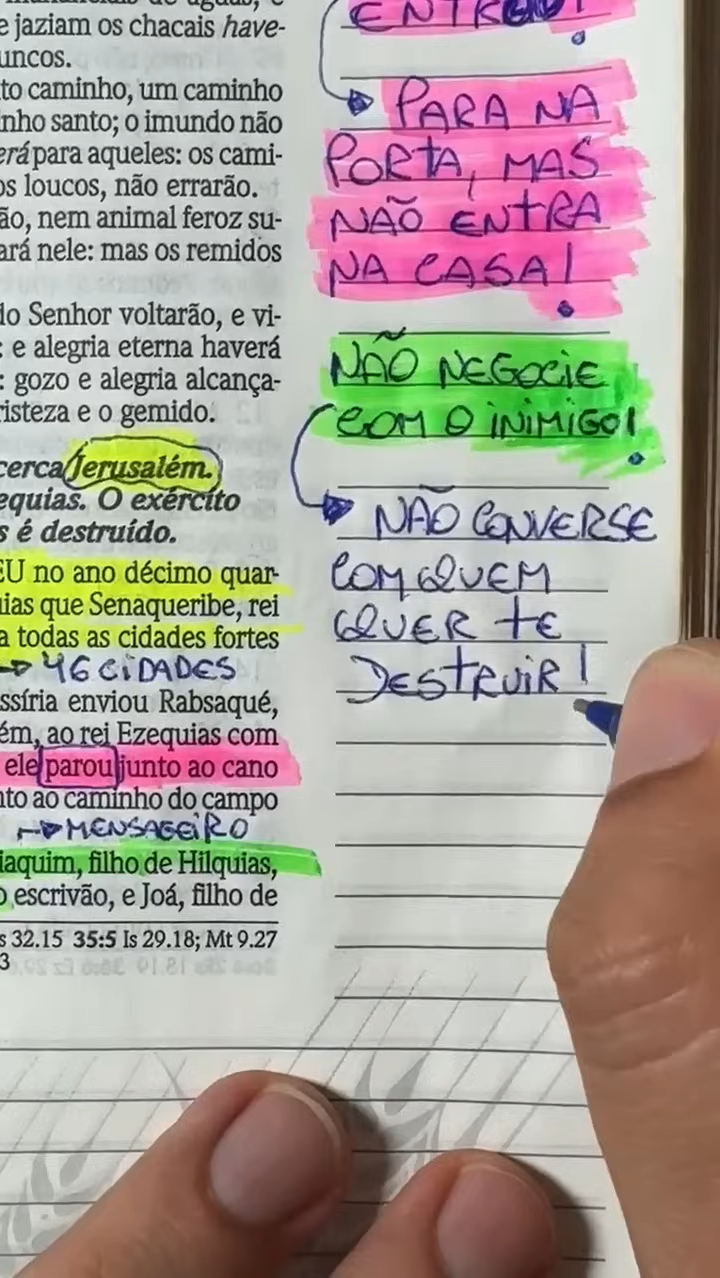 e jaziam os chacais have-
uncos.
to caminho, um caminho
nho santo; o imundo não
erá para aqueles: os cami-
os loucos, não errarão.
ão, nem animal feroz su-
ará nele: mas os remidos
do Senhor voltarão, e vi-
: e alegria eterna haverá
: gozo e alegria alcança-
risteza e o gemido.
cerca Jerusalém.
equias. O exército
s é destruído.
EU no ano décimo quar-
uias que Senaqueribe, rei
a todas as cidades fortes
46 CIDADES
ssíria enviou Rabsaqué,
ém, ao rei Ezequias com
ele parou junto ao cano
nto ao caminho do campo
MENSAGEIRO
iaquim, filho de Hilquias,
o escrivão, e Joá, filho de
s 32.15 35:5 Is 29.18; Mt 9.27
3
PARA NA
PORTA, MAS
NÃO ENTRA
NA CASA!
NÃO NEGOCIE
COM O INIMIGO!
NÃO CONVERSE
COM QUEM
QUER TE
DESTRUIR!